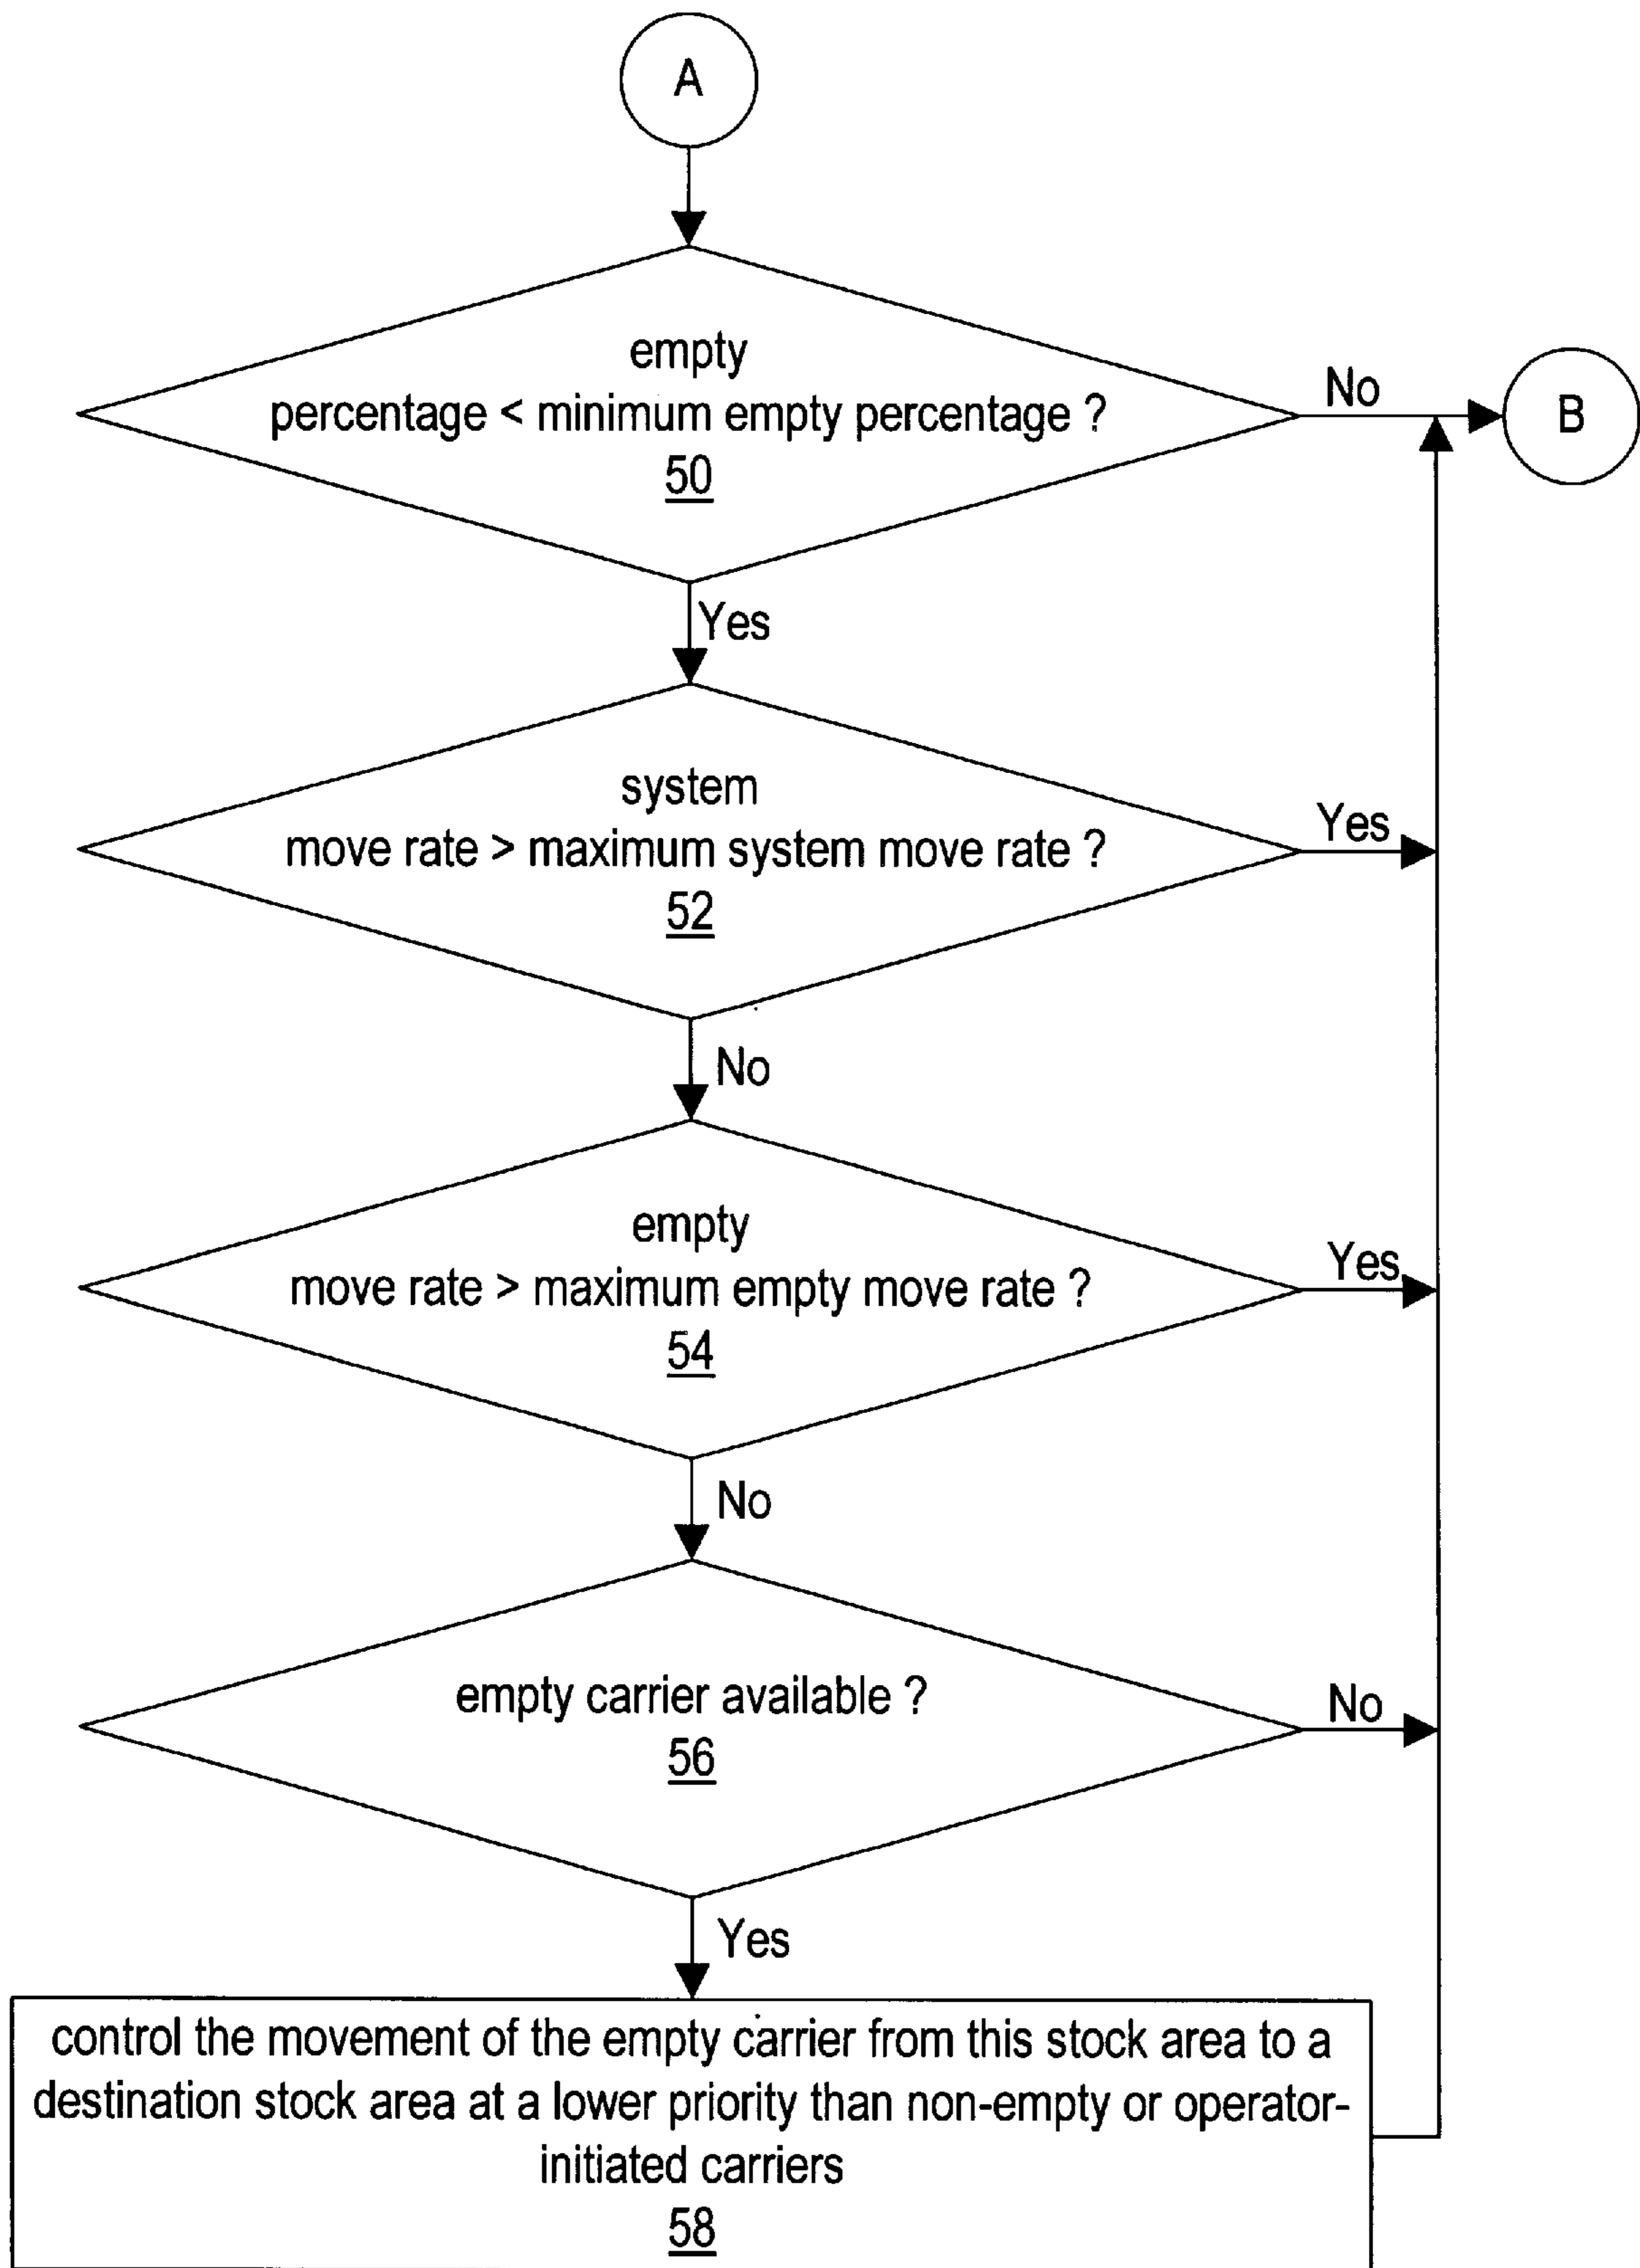 A
empty
percentage < minimum empty percentage ?
50
No
B
Yes
system
move rate > maximum system move rate ?
52
Yes
No
empty
move rate > maximum empty move rate ?
54
Yes
No
empty carrier available ?
56
No
Yes
control the movement of the empty carrier from this stock area to a
destination stock area at a lower priority than non-empty or operator-
initiated carriers
58